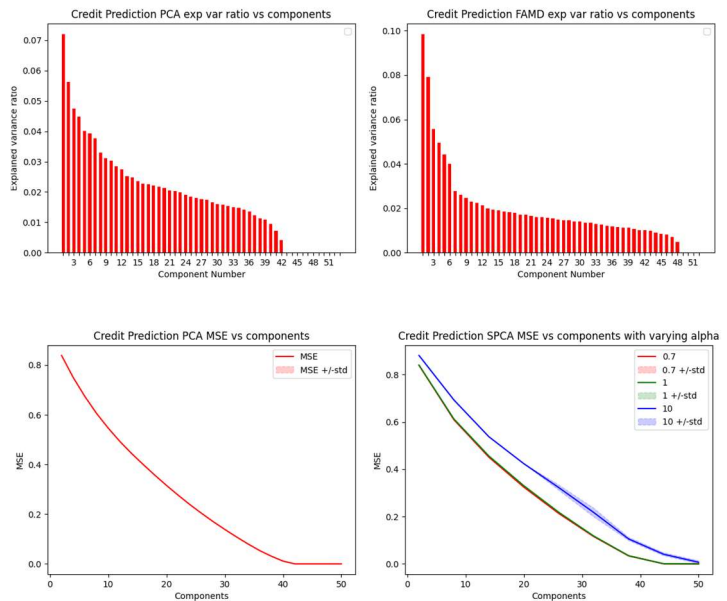 Credit Prediction PCA exp var ratio vs components
0.07
0.06
0.05
0.04
0.03
0.02
0.01
0.00
Explained variance ratio
3 6 9 12 15 18 21 24 27 30 33 36 39 42 45 48 51
Component Number
Credit Prediction FAMD exp var ratio vs components
0.10
0.08
0.06
0.04
0.02
0.00
Explained variance ratio
3 6 9 12 15 18 21 24 27 30 33 36 39 42 45 48 51
Component Number
Credit Prediction PCA MSE vs components
MSE
MSE +/-std
0.8
0.6
0.4
0.2
0.0
MSE
0 10 20 30 40 50
Components
Credit Prediction SPCA MSE vs components with varying alpha
0.7
0.7 +/-std
1
1 +/-std
10
10 +/-std
0.8
0.6
0.4
0.2
0.0
MSE
0 10 20 30 40 50
Components